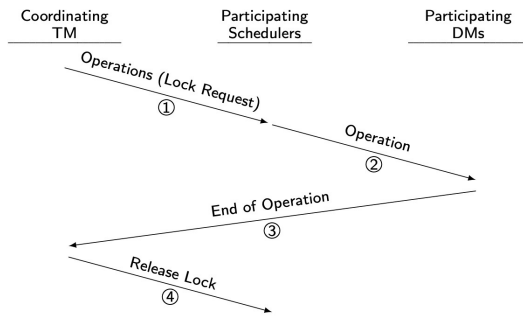 Coordinating
TM
Participating
Schedulers
Participating
DMs
Operations (Lock Request)
①
Operation
②
End of Operation
③
Release Lock
④